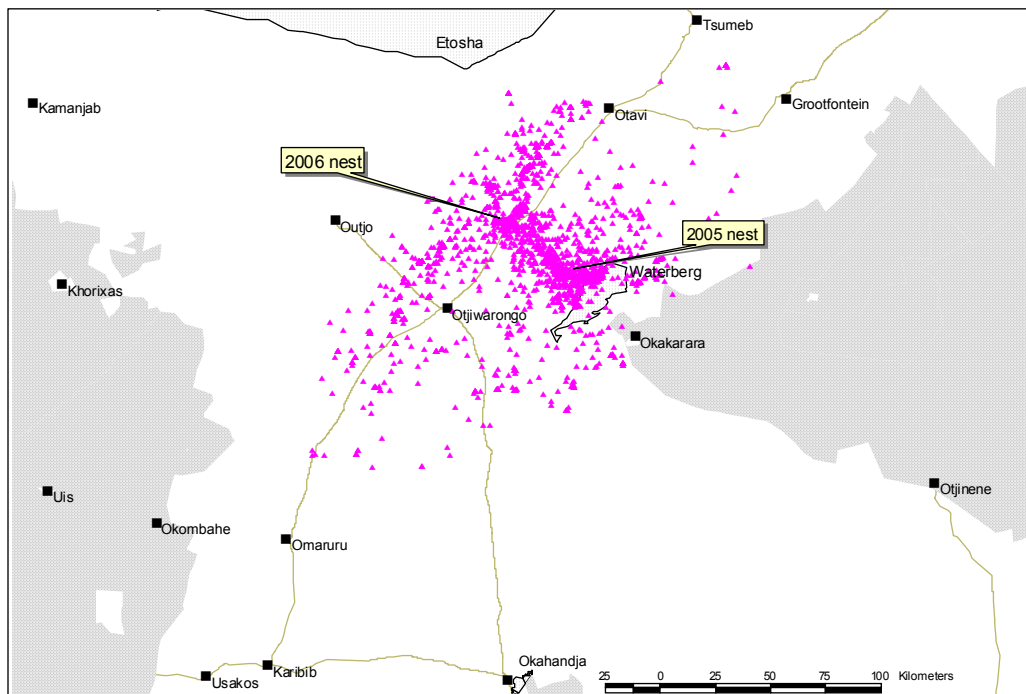 Tsumeb
Etosha
Kamanjab
Grootfontein
Otavi
2006 nest
Outjo
2005 nest
Waterberg
Khorixas
Otjiwarongo
Okakarara
Otjinene
Uis
Okombahe
Omaruru
Okahandja
Karibib
Usakos
25 0 25 50 75 100 Kilometers